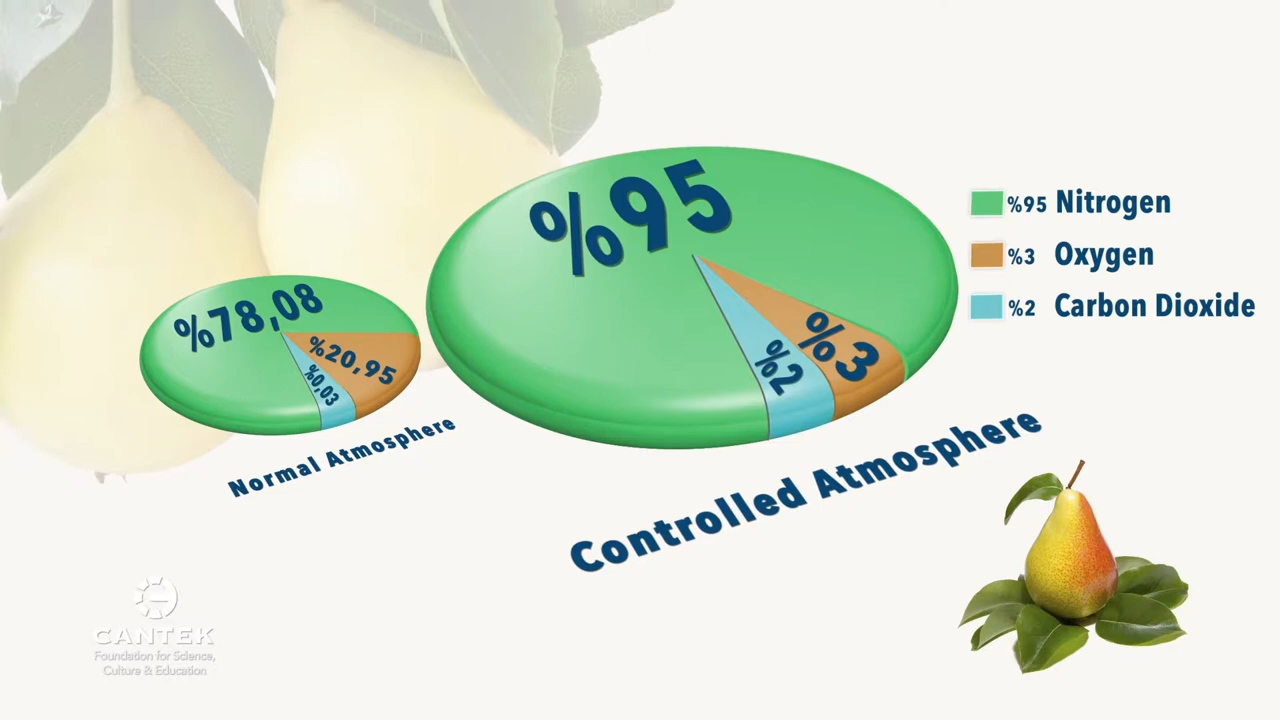 %78,08
%20,95
%0,03
Normal Atmosphere
%95
%3
%2
Controlled Atmosphere
%95 Nitrogen
%3 Oxygen
%2 Carbon Dioxide
CANTEK
Foundation for Science,
Culture & Education